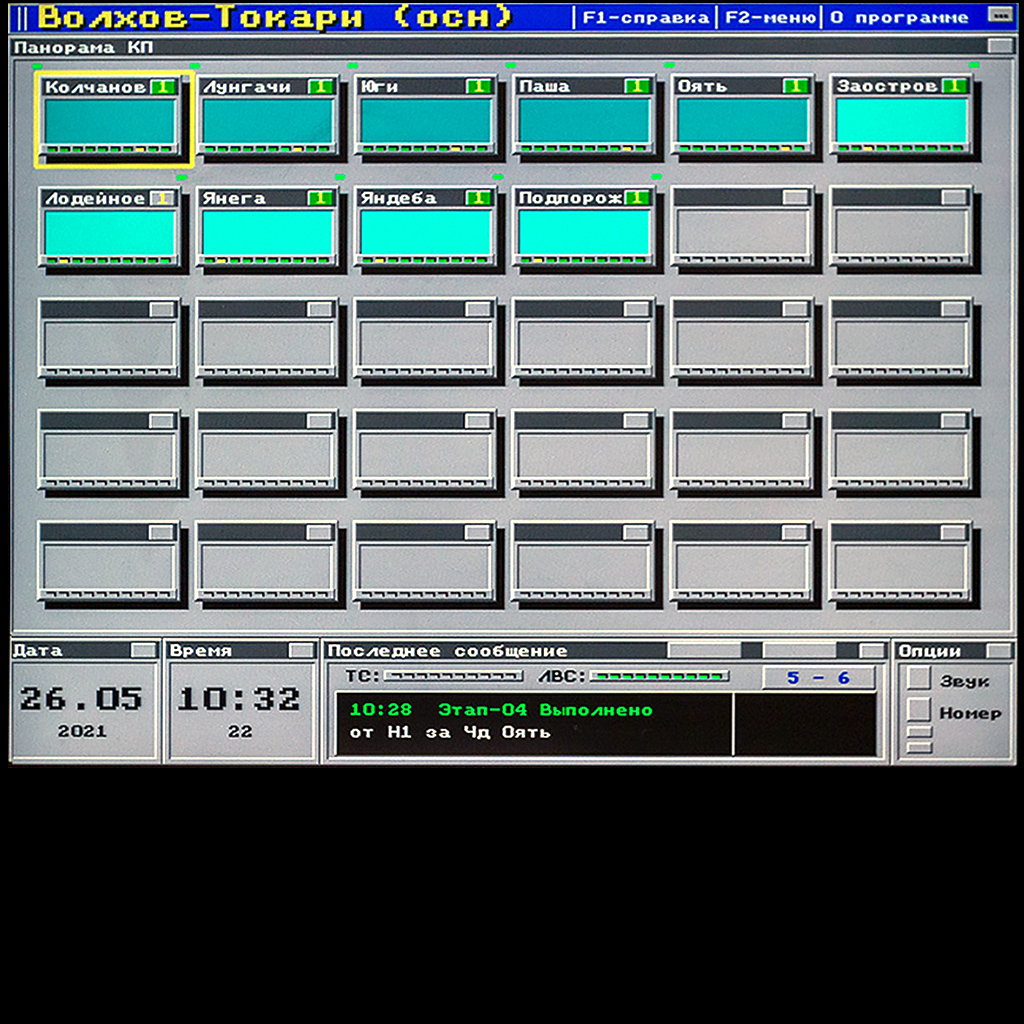 Волхов-Токари (осн) F1-справка F2-меню О программе
Панорама КП
Колчанов 1 Лунгачи 1 Юги 1 Паша 1 Оять 1 Заостров 1
Лодейное 1 Янега 1 Яндеба 1 Подпорож 1
Дата Время Последнее сообщение Опции
ТС: АВС: 5 - 6 Звук
26.05 10:32 10:28 Этап-04 Выполнено Номер
2021 22 от Н1 за Чд Оять